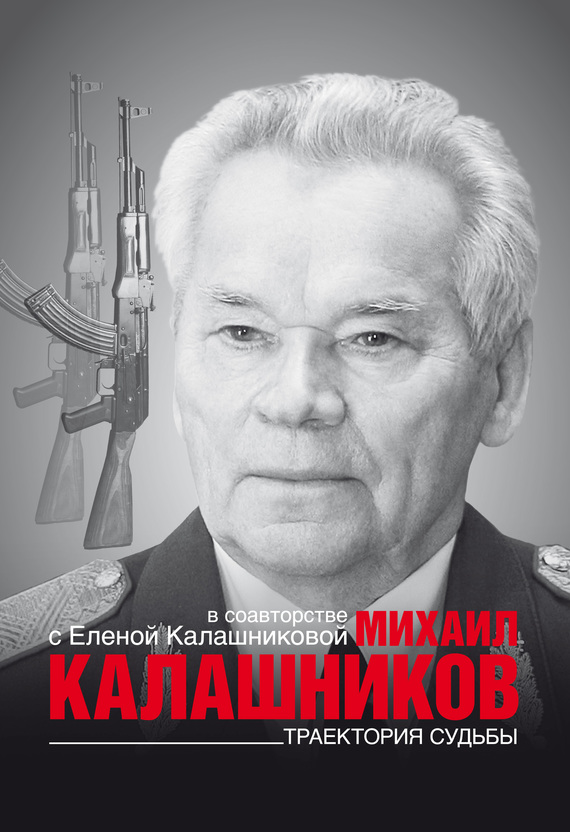 в соавторстве
с Еленой Калашниковой МИХАИЛ
КАЛАШНИКОВ
ТРАЕКТОРИЯ СУДЬБЫ